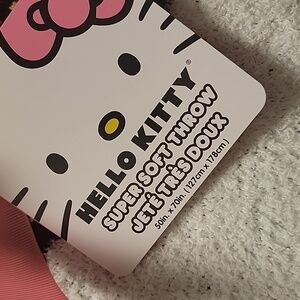 HELLO KITTY®
SUPER SOFT THROW
JETÉ TRÈS DOUX
50in. x 70in. (127cm x 178cm)